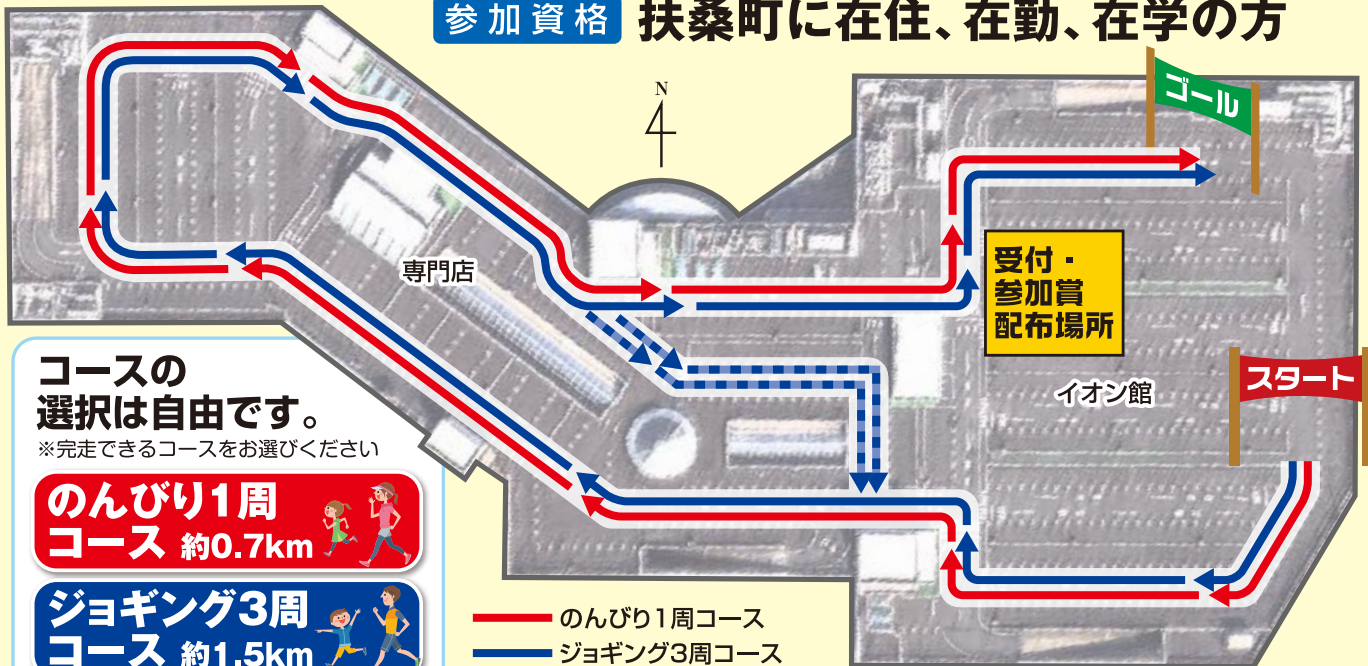 参加資格 扶桑町に在住、在勤、在学の方
N
ゴール
専門店
受付・
参加賞
配布場所
イオン館
スタート
コースの
選択は自由です。
※完走できるコースをお選びください
のんびり1周
コース 約0.7km
ジョギング3周
コース 約1.5km
のんびり1周コース
ジョギング3周コース